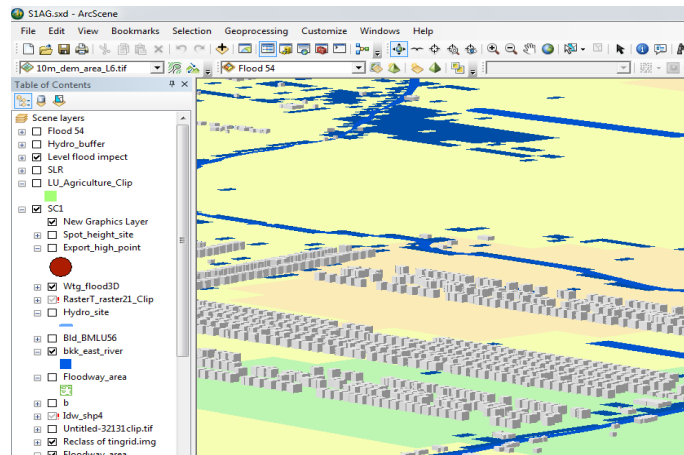 S1AG.sxd - ArcScene
File Edit View Bookmarks Selection Geoprocessing Customize Windows Help
10m_dem_area_L6.tif Flood 54
Table of Contents
Scene layers
Flood 54
Hydro_buffer
Level flood impact
SLR
LU_Agriculture_Clip
SC1
New Graphics Layer
Spot_height_site
Export_high_point
Wtg_flood3D
RasterT_raster21_Clip
Hydro_site
Bld_BMLU56
bkk_east_river
Floodway_area
b
Idw_shp4
Untitled-32131clip.tif
Reclass of tingrid.img
Floodway_area